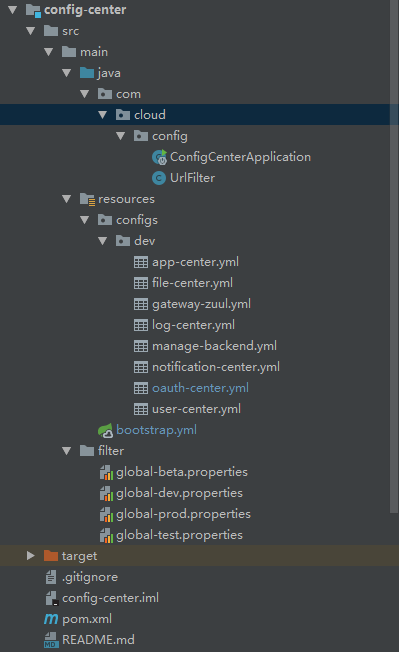 config-center
src
main
java
com
cloud
config
ConfigCenterApplication
UrlFilter
resources
configs
dev
app-center.yml
file-center.yml
gateway-zuul.yml
log-center.yml
manage-backend.yml
notification-center.yml
oauth-center.yml
user-center.yml
bootstrap.yml
filter
global-beta.properties
global-dev.properties
global-prod.properties
global-test.properties
target
.gitignore
config-center.iml
pom.xml
README.md